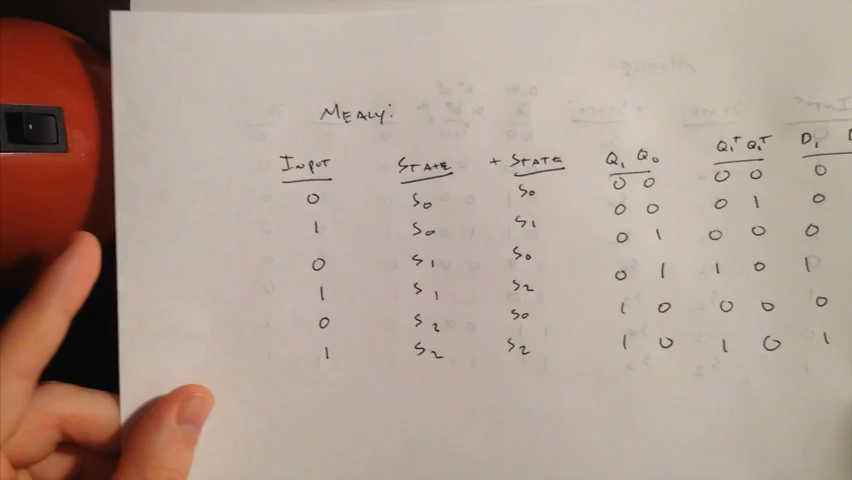 MEALY:
INPUT STATE + STATE Q₁ Q₀ Q₁⁺ Q₀⁺ D₁
0 S₀ S₀ 0 0 0 0 0
1 S₀ S₁ 0 0 0 1 0
0 S₁ S₀ 0 1 0 0 0
1 S₁ S₂ 0 1 1 0 1
0 S₂ S₀ 1 0 0 0 0
1 S₂ S₂ 1 0 1 0 1